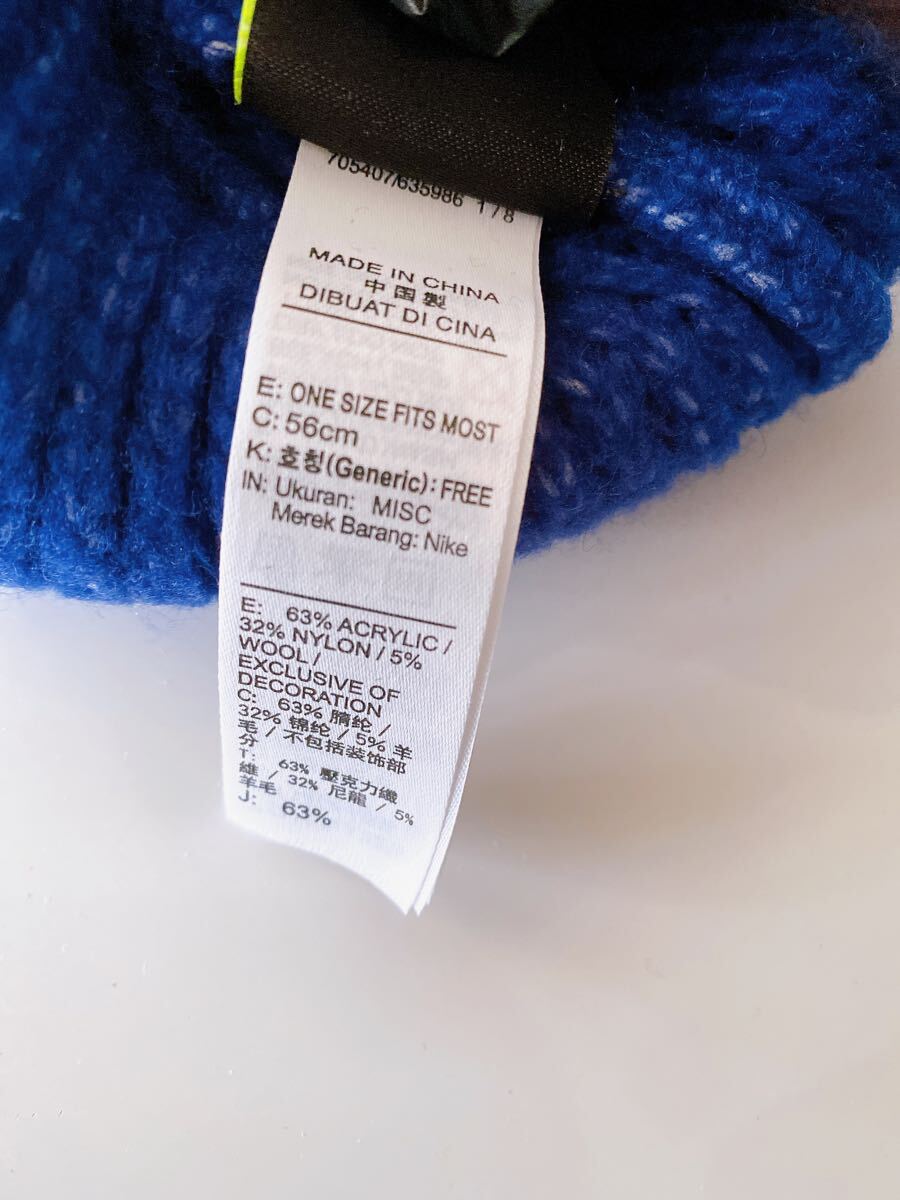 705407/635986 1/8
MADE IN CHINA
中国製
DIBUAT DI CINA
E: ONE SIZE FITS MOST
C: 56cm
K: 호칭(Generic): FREE
IN: Ukuran: MISC
Merek Barang: Nike
E: 63% ACRYLIC /
32% NYLON / 5%
WOOL /
EXCLUSIVE OF
DECORATION
C: 63% 腈纶 /
32% 锦纶 / 5% 羊
毛 / 不包括装饰部
分
T: 63% 壓克力纖
維 / 32% 尼龍 / 5%
羊毛
J: 63%